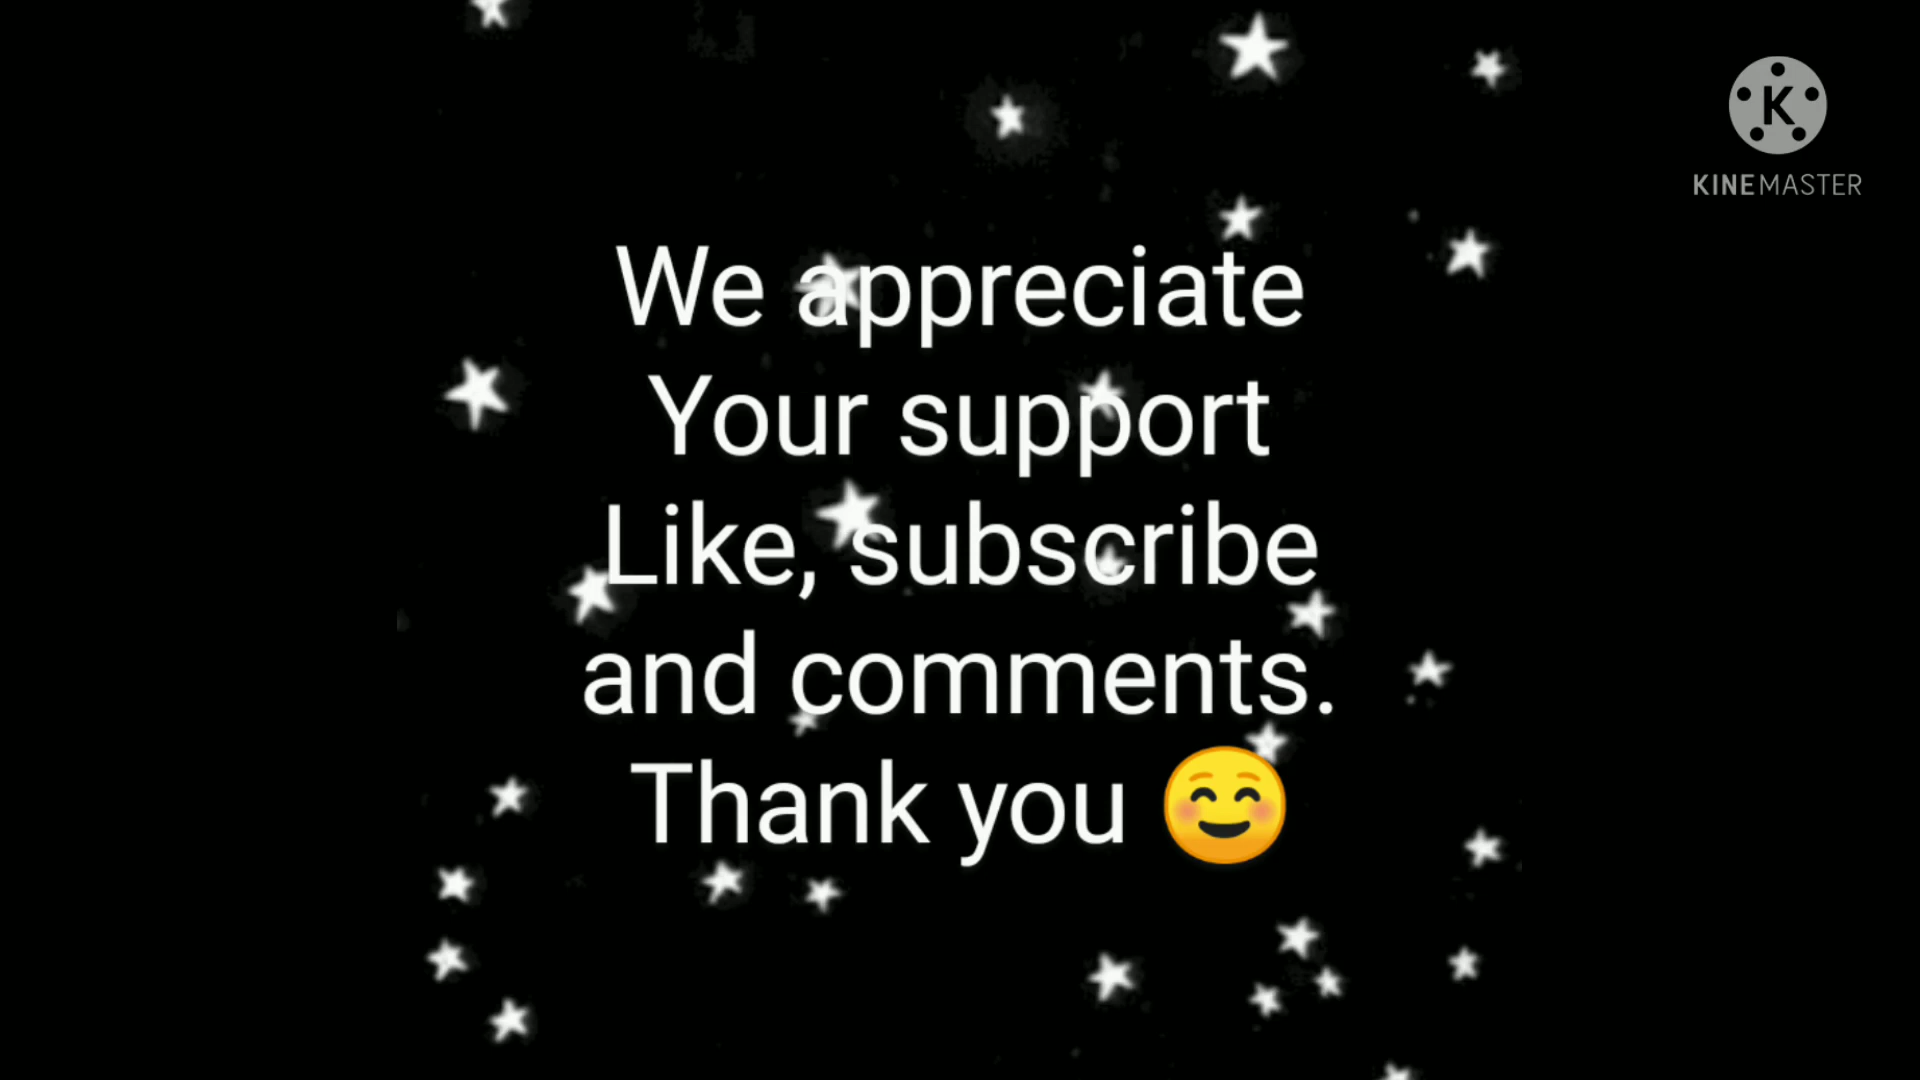 KINEMASTER
We appreciate
Your support
Like, subscribe
and comments.
Thank you ☺️